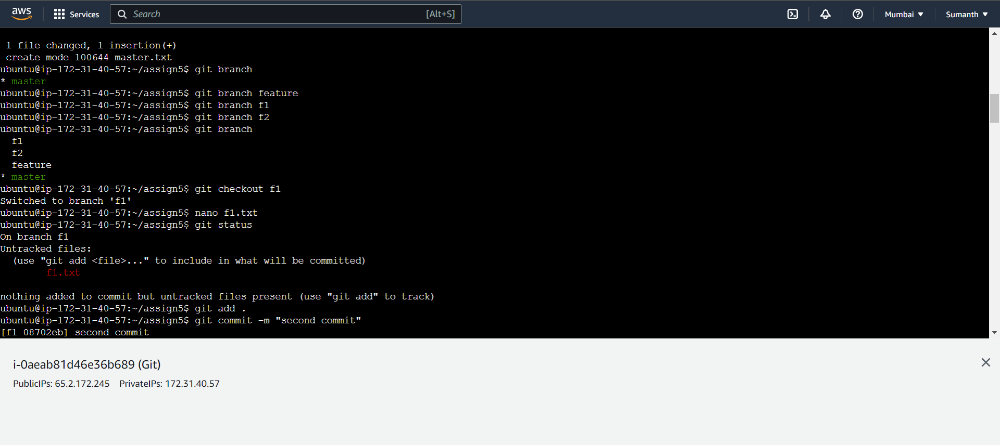 aws
Services
Search
[Alt+S]
Mumbai
Sumanth
1 file changed, 1 insertion(+)
create mode 100644 master.txt
ubuntu@ip-172-31-40-57:~/assign5$ git branch
* master
ubuntu@ip-172-31-40-57:~/assign5$ git branch feature
ubuntu@ip-172-31-40-57:~/assign5$ git branch f1
ubuntu@ip-172-31-40-57:~/assign5$ git branch f2
ubuntu@ip-172-31-40-57:~/assign5$ git branch
f1
f2
feature
* master
ubuntu@ip-172-31-40-57:~/assign5$ git checkout f1
Switched to branch 'f1'
ubuntu@ip-172-31-40-57:~/assign5$ nano f1.txt
ubuntu@ip-172-31-40-57:~/assign5$ git status
On branch f1
Untracked files:
(use "git add <file>..." to include in what will be committed)
f1.txt
nothing added to commit but untracked files present (use "git add" to track)
ubuntu@ip-172-31-40-57:~/assign5$ git add .
ubuntu@ip-172-31-40-57:~/assign5$ git commit -m "second commit"
[f1 08702eb] second commit
i-0aeab81d46e36b689 (Git)
PublicIPs: 65.2.172.245 PrivateIPs: 172.31.40.57